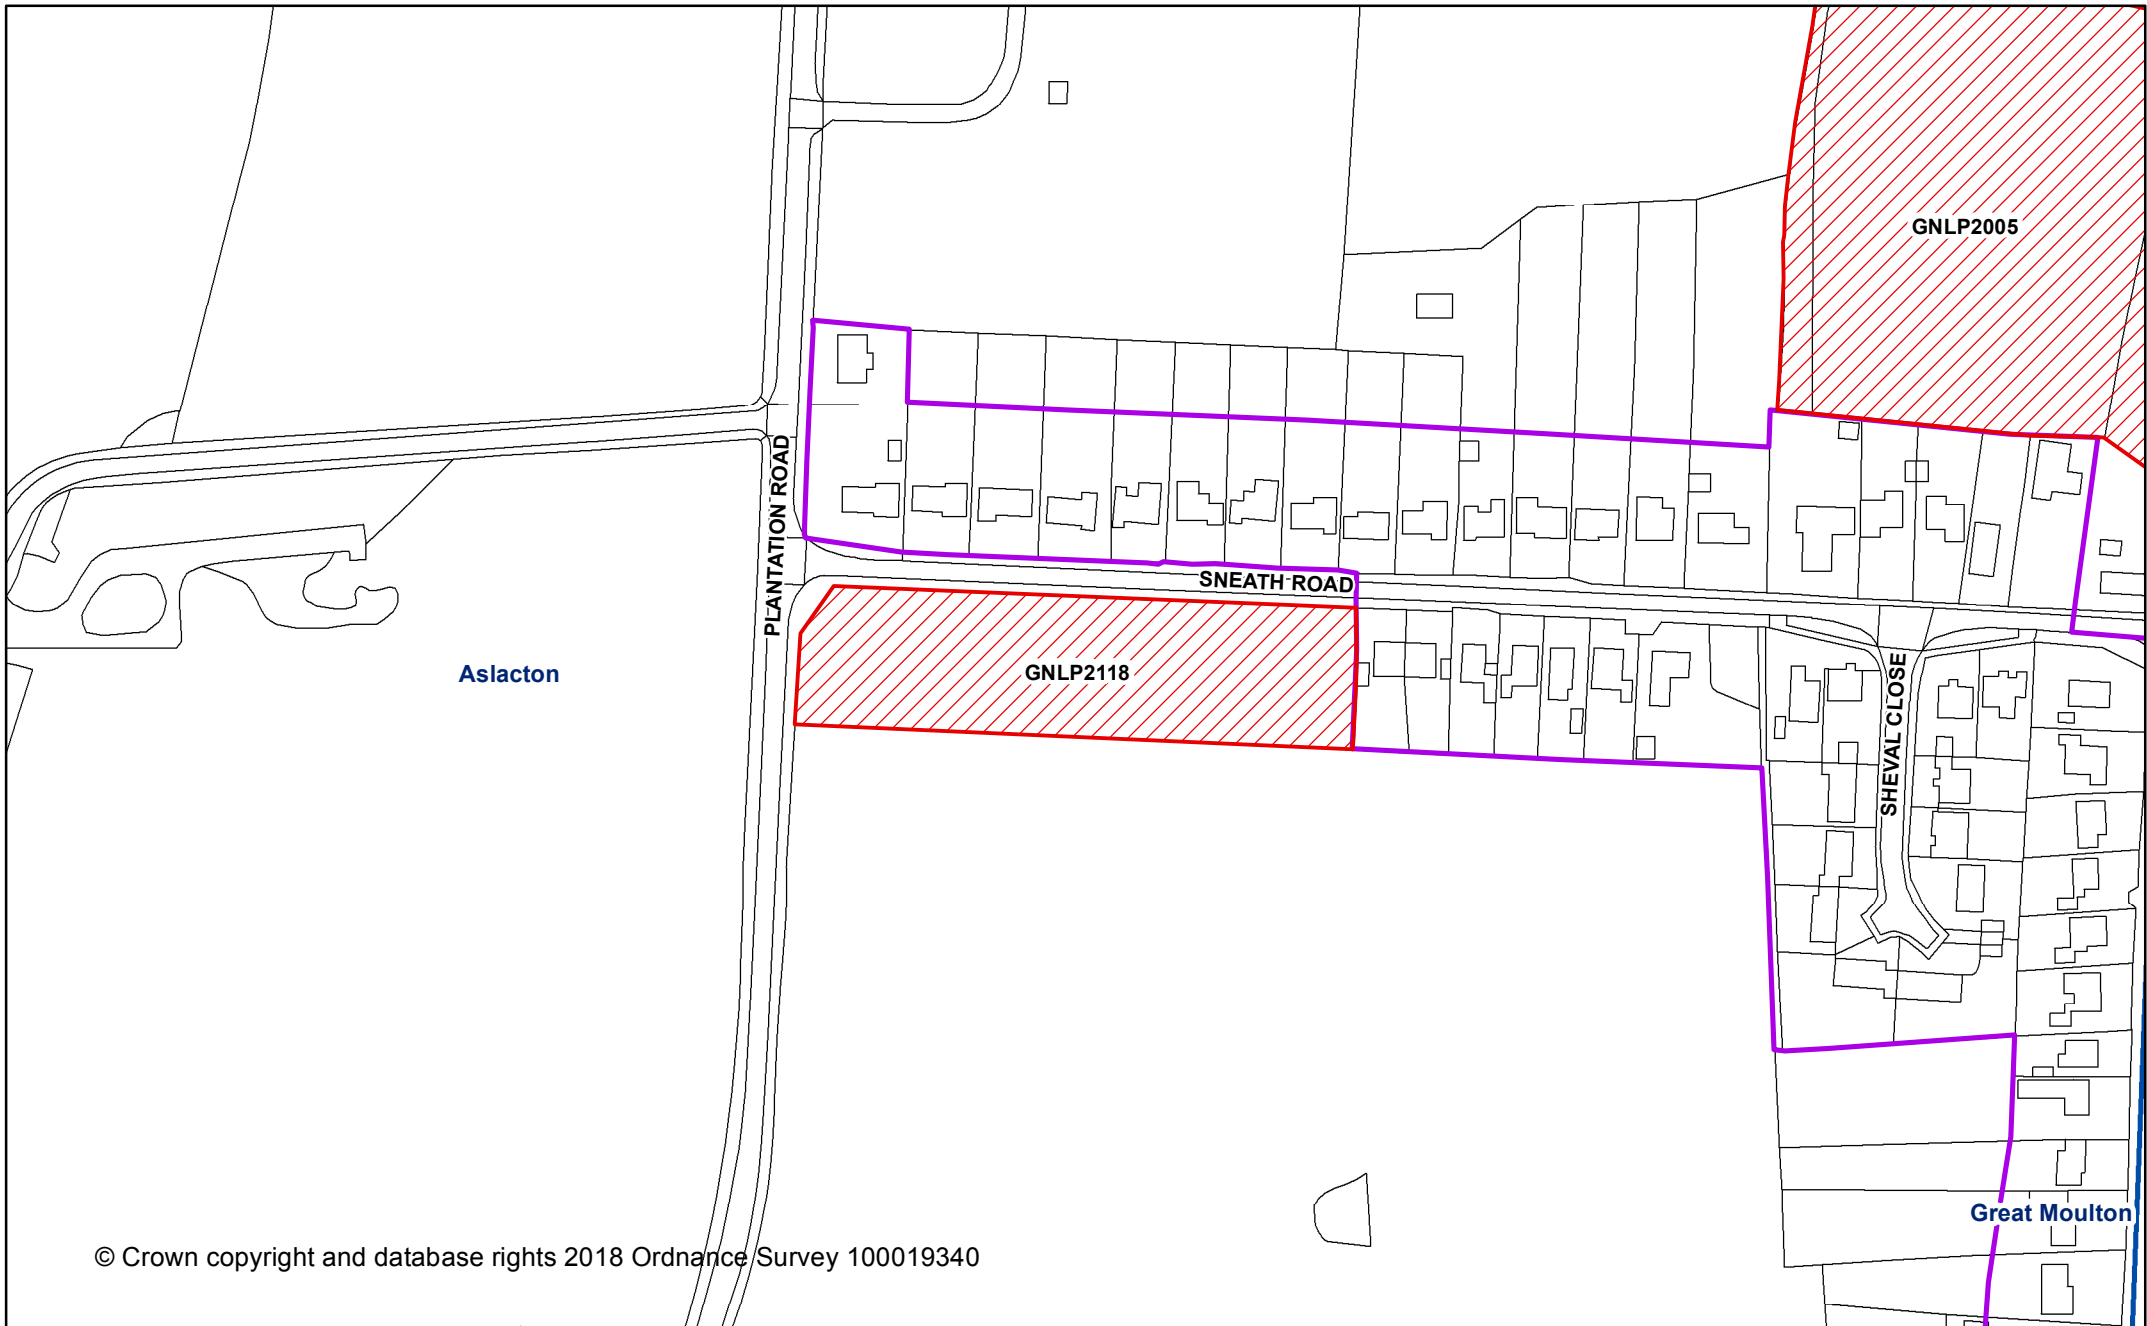 GNLP2005
PLANTATION ROAD
SNEATH ROAD
GNLP2118
Aslacton
SHEVAL CLOSE
Great Moulton
© Crown copyright and database rights 2018 Ordnance Survey 100019340